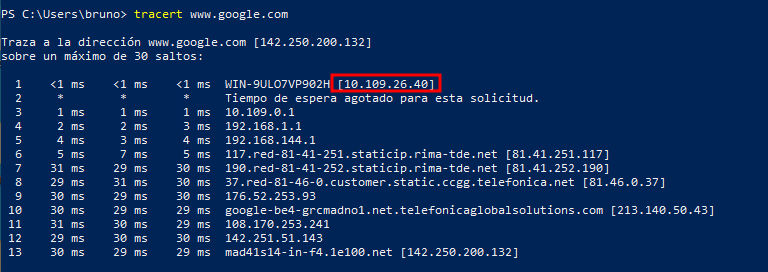 PS C:\Users\bruno> tracert www.google.com
Traza a la dirección www.google.com [142.250.200.132]
sobre un máximo de 30 saltos:
1 <1 ms <1 ms <1 ms WIN-9ULO7VP902H [10.109.26.40]
2 * * * Tiempo de espera agotado para esta solicitud.
3 1 ms 1 ms 1 ms 10.109.0.1
4 2 ms 2 ms 3 ms 192.168.1.1
5 4 ms 3 ms 4 ms 192.168.144.1
6 5 ms 7 ms 5 ms 117.red-81-41-251.staticip.rima-tde.net [81.41.251.117]
7 31 ms 29 ms 30 ms 190.red-81-41-252.staticip.rima-tde.net [81.41.252.190]
8 29 ms 31 ms 30 ms 37.red-81-46-0.customer.static.ccgg.telefonica.net [81.46.0.37]
9 30 ms 29 ms 30 ms 176.52.253.93
10 30 ms 29 ms 29 ms google-be4-grcmadno1.net.telefonicaglobalsolutions.com [213.140.50.43]
11 31 ms 30 ms 30 ms 108.170.253.241
12 29 ms 30 ms 30 ms 142.251.51.143
13 30 ms 29 ms 29 ms mad41s14-in-f4.1e100.net [142.250.200.132]